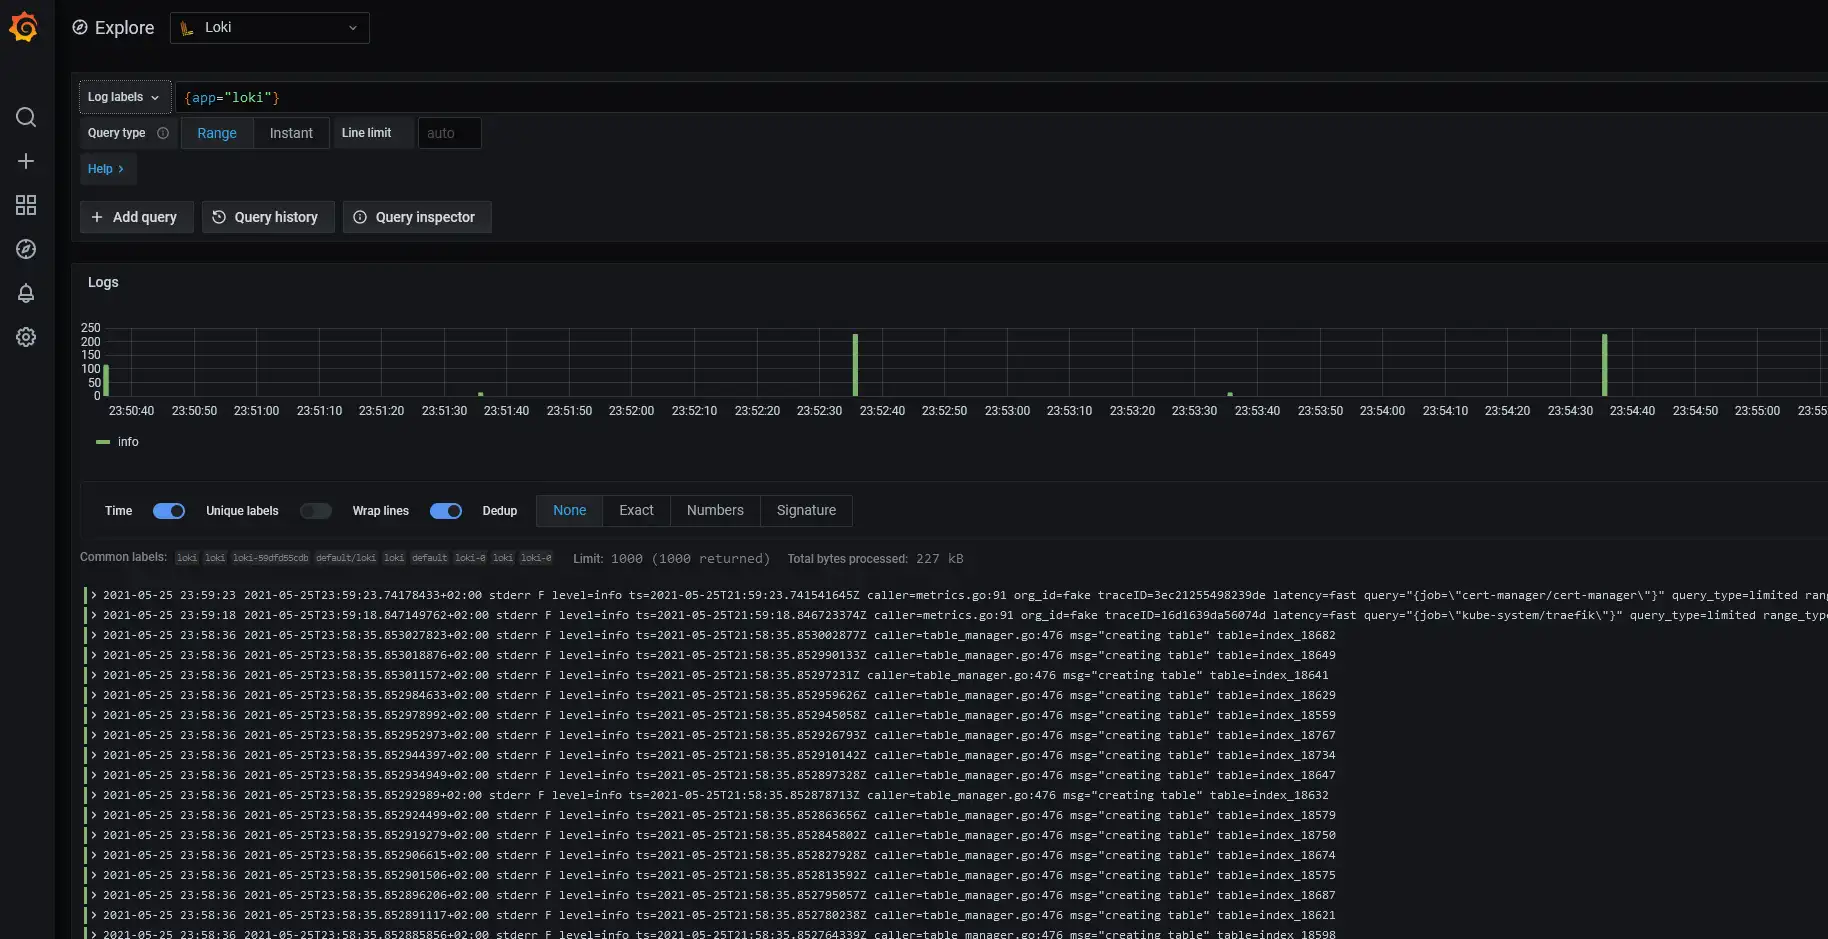 Explore Loki
Log labels {app="loki"}
Query type Range Instant Line limit auto
Help >
+ Add query Query history Query inspector
Logs
250
200
150
100
50
0
23:50:40 23:50:50 23:51:00 23:51:10 23:51:20 23:51:30 23:51:40 23:51:50 23:52:00 23:52:10 23:52:20 23:52:30 23:52:40 23:52:50 23:53:00 23:53:10 23:53:20 23:53:30 23:53:40 23:53:50 23:54:00 23:54:10 23:54:20 23:54:30 23:54:40 23:54:50 23:55:00 23:55
info
Time Unique labels Wrap lines Dedup None Exact Numbers Signature
Common labels: loki loki loki-59dfd55cdb default/loki loki default loki-0 loki loki-0 Limit: 1000 (1000 returned) Total bytes processed: 227 kB
> 2021-05-25 23:59:23 2021-05-25T23:59:23.74178433+02:00 stderr F level=info ts=2021-05-25T21:59:23.741541645Z caller=metrics.go:91 org_id=fake traceID=3ec21255498239de latency=fast query="{job=\"cert-manager/cert-manager\"}" query_type=limited rang
> 2021-05-25 23:59:18 2021-05-25T23:59:18.847149762+02:00 stderr F level=info ts=2021-05-25T21:59:18.846723374Z caller=metrics.go:91 org_id=fake traceID=16d1639da56074d latency=fast query="{job=\"kube-system/traefik\"}" query_type=limited range_typ
> 2021-05-25 23:58:36 2021-05-25T23:58:35.853027823+02:00 stderr F level=info ts=2021-05-25T21:58:35.853002877Z caller=table_manager.go:476 msg="creating table" table=index_18682
> 2021-05-25 23:58:36 2021-05-25T23:58:35.853018876+02:00 stderr F level=info ts=2021-05-25T21:58:35.852990133Z caller=table_manager.go:476 msg="creating table" table=index_18649
> 2021-05-25 23:58:36 2021-05-25T23:58:35.853011572+02:00 stderr F level=info ts=2021-05-25T21:58:35.85297231Z caller=table_manager.go:476 msg="creating table" table=index_18641
> 2021-05-25 23:58:36 2021-05-25T23:58:35.852984633+02:00 stderr F level=info ts=2021-05-25T21:58:35.852959626Z caller=table_manager.go:476 msg="creating table" table=index_18629
> 2021-05-25 23:58:36 2021-05-25T23:58:35.852978992+02:00 stderr F level=info ts=2021-05-25T21:58:35.852945058Z caller=table_manager.go:476 msg="creating table" table=index_18559
> 2021-05-25 23:58:36 2021-05-25T23:58:35.852952973+02:00 stderr F level=info ts=2021-05-25T21:58:35.852926793Z caller=table_manager.go:476 msg="creating table" table=index_18767
> 2021-05-25 23:58:36 2021-05-25T23:58:35.852944397+02:00 stderr F level=info ts=2021-05-25T21:58:35.852910142Z caller=table_manager.go:476 msg="creating table" table=index_18734
> 2021-05-25 23:58:36 2021-05-25T23:58:35.852934949+02:00 stderr F level=info ts=2021-05-25T21:58:35.852897328Z caller=table_manager.go:476 msg="creating table" table=index_18647
> 2021-05-25 23:58:36 2021-05-25T23:58:35.85292989+02:00 stderr F level=info ts=2021-05-25T21:58:35.852878713Z caller=table_manager.go:476 msg="creating table" table=index_18632
> 2021-05-25 23:58:36 2021-05-25T23:58:35.852924499+02:00 stderr F level=info ts=2021-05-25T21:58:35.852863656Z caller=table_manager.go:476 msg="creating table" table=index_18579
> 2021-05-25 23:58:36 2021-05-25T23:58:35.852919279+02:00 stderr F level=info ts=2021-05-25T21:58:35.852845802Z caller=table_manager.go:476 msg="creating table" table=index_18750
> 2021-05-25 23:58:36 2021-05-25T23:58:35.852906615+02:00 stderr F level=info ts=2021-05-25T21:58:35.852827928Z caller=table_manager.go:476 msg="creating table" table=index_18674
> 2021-05-25 23:58:36 2021-05-25T23:58:35.852901506+02:00 stderr F level=info ts=2021-05-25T21:58:35.852813592Z caller=table_manager.go:476 msg="creating table" table=index_18575
> 2021-05-25 23:58:36 2021-05-25T23:58:35.852896206+02:00 stderr F level=info ts=2021-05-25T21:58:35.852795057Z caller=table_manager.go:476 msg="creating table" table=index_18687
> 2021-05-25 23:58:36 2021-05-25T23:58:35.852891117+02:00 stderr F level=info ts=2021-05-25T21:58:35.852780238Z caller=table_manager.go:476 msg="creating table" table=index_18621
> 2021-05-25 23:58:36 2021-05-25T23:58:35.852885856+02:00 stderr F level=info ts=2021-05-25T21:58:35.852764339Z caller=table_manager.go:476 msg="creating table" table=index_18598